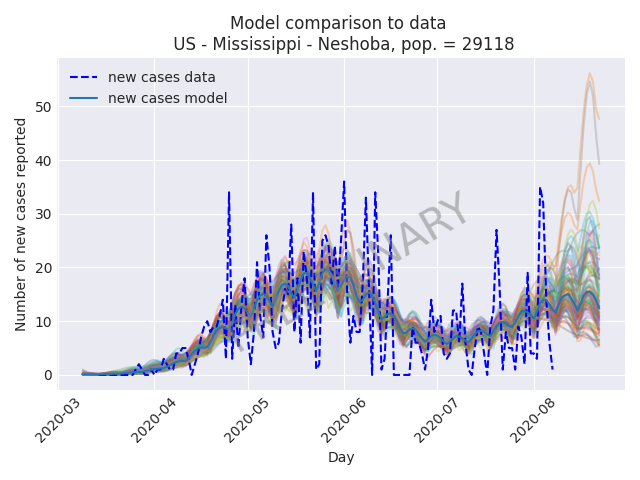 Model comparison to data
US - Mississippi - Neshoba, pop. = 29118
new cases data
new cases model
Number of new cases reported
50
40
30
20
10
0
2020-03
2020-04
2020-05
2020-06
2020-07
2020-08
Day